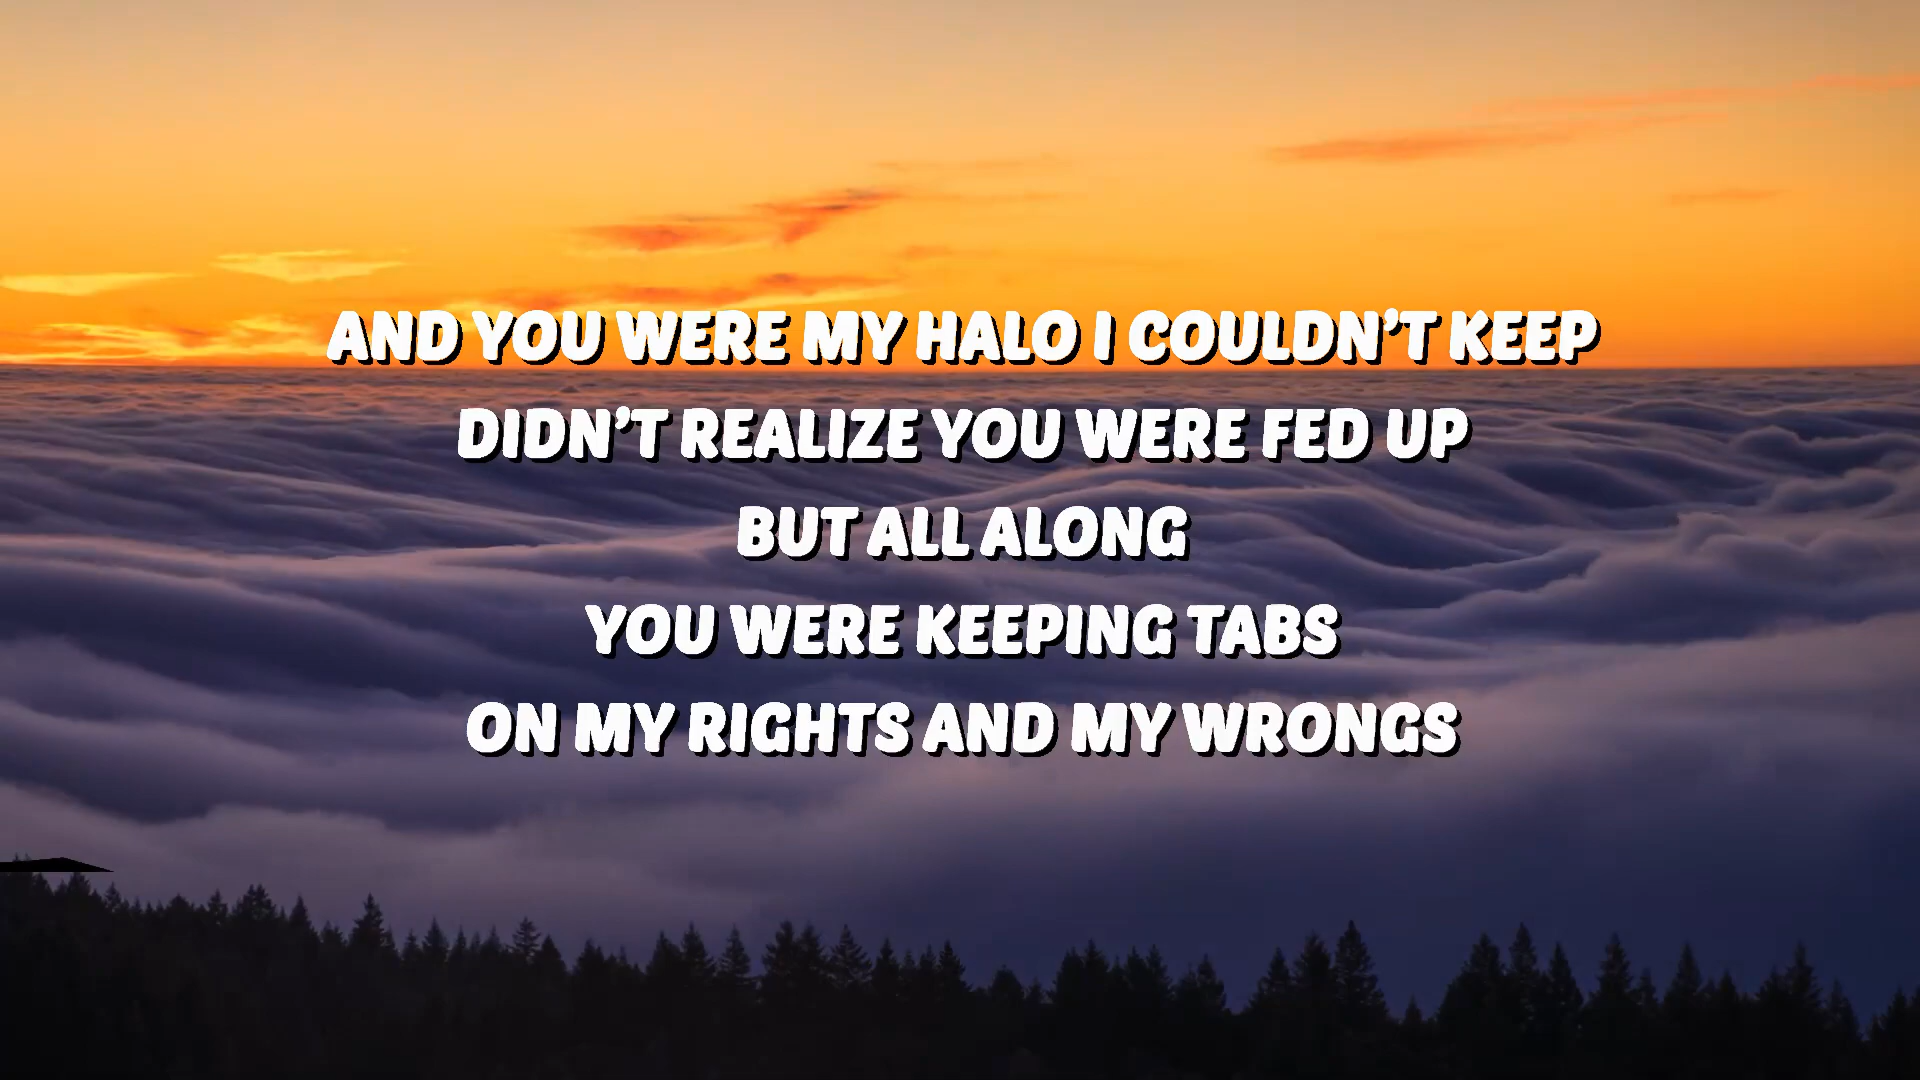 AND YOU WERE MY HALO I COULDN’T KEEP
DIDN’T REALIZE YOU WERE FED UP
BUT ALL ALONG
YOU WERE KEEPING TABS
ON MY RIGHTS AND MY WRONGS